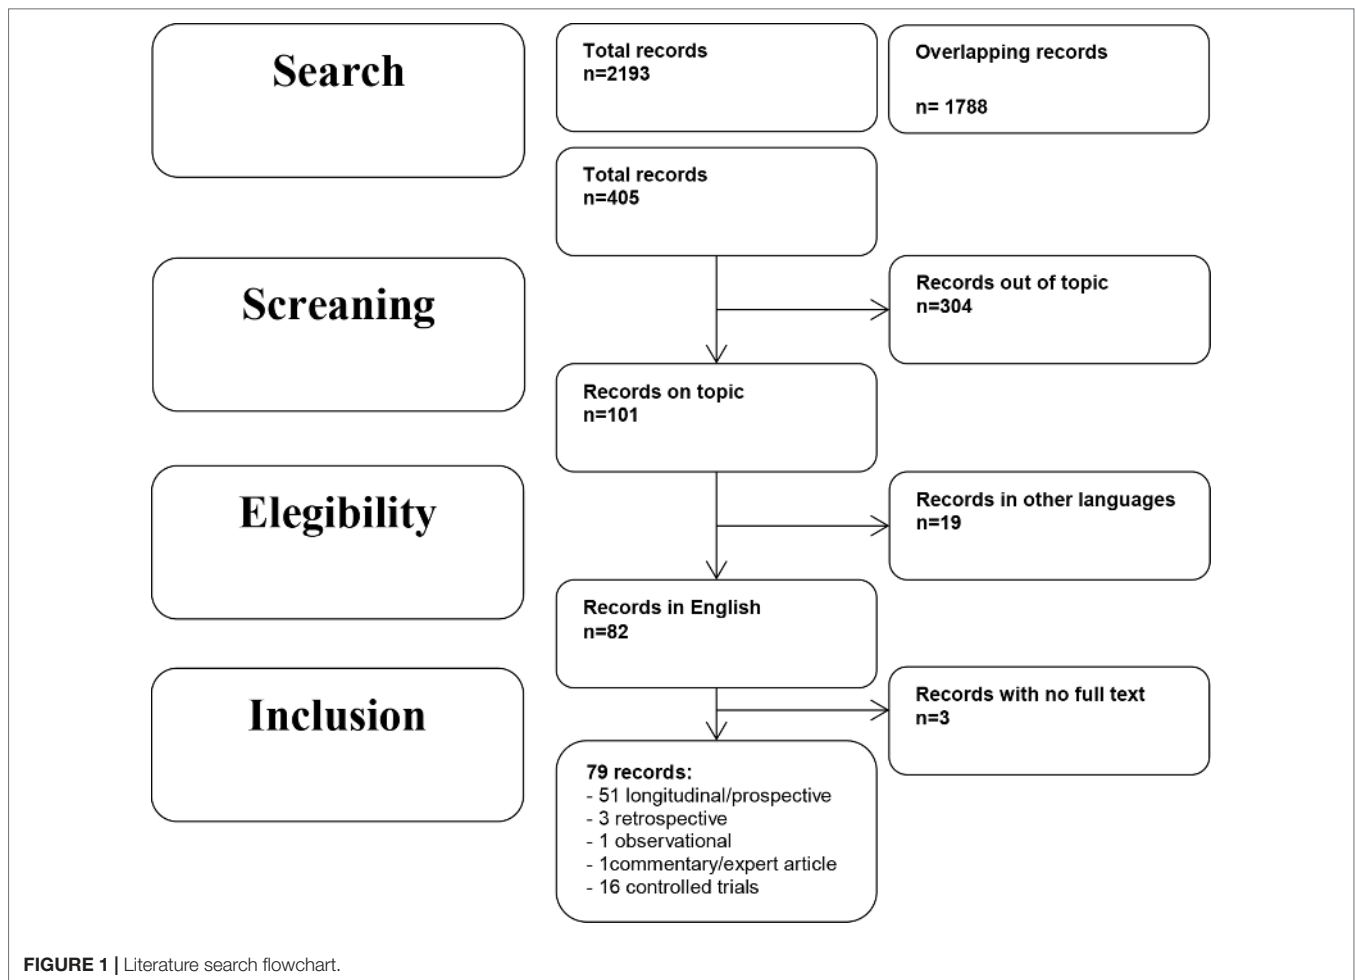 Search
Total records
n=2193
Overlapping records
n= 1788
Total records
n=405
Screaning
Records out of topic
n=304
Records on topic
n=101
Elegibility
Records in other languages
n=19
Records in English
n=82
Inclusion
Records with no full text
n=3
79 records:
- 51 longitudinal/prospective
- 3 retrospective
- 1 observational
- 1commentary/expert article
- 16 controlled trials
FIGURE 1 | Literature search flowchart.